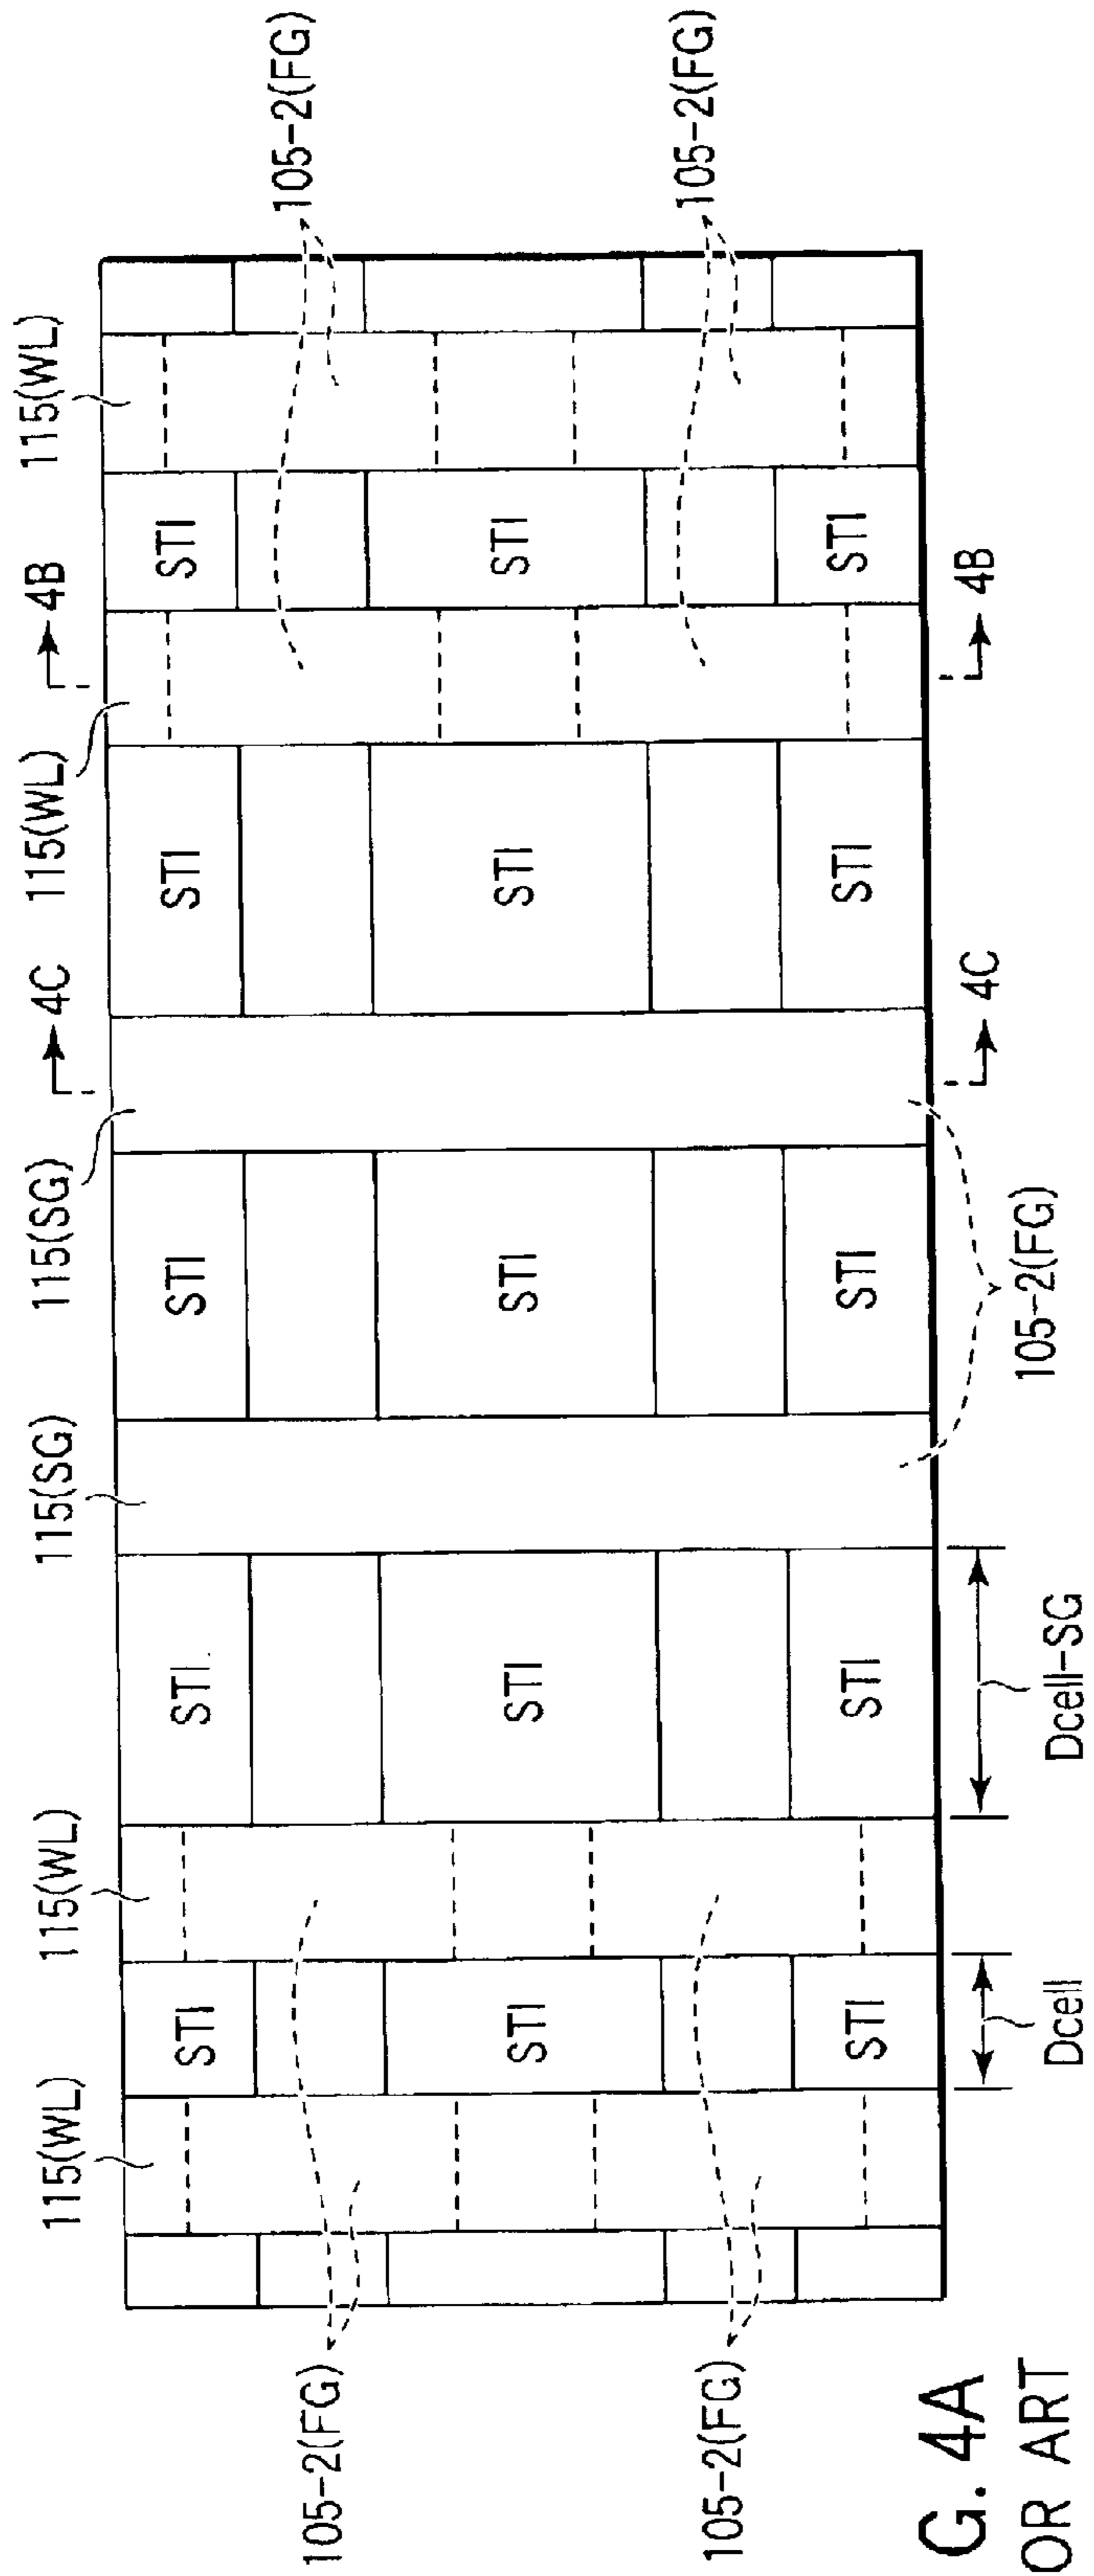 115(WL)
115(WL)
115(SG)
115(SG)
4C
115(WL)
4B
115(WL)
STI
STI
STI
STI
STI
105-2(FG)
105-2(FG)
STI
STI
STI
STI
STI
105-2(FG)
105-2(FG)
STI
STI
STI
STI
STI
4C
4B
Dcell
Dcell-SG
105-2(FG)
G. 4A
OR ART